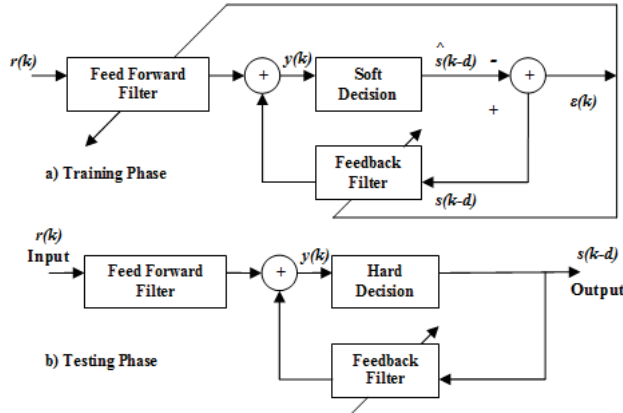 r(k)
Feed Forward
Filter
+
y(k)
Soft
Decision
^
s(k-d)
-
+
+
ε(k)
Feedback
Filter
s(k-d)
a) Training Phase
r(k)
Input
Feed Forward
Filter
+
y(k)
Hard
Decision
s(k-d)
Output
b) Testing Phase
Feedback
Filter